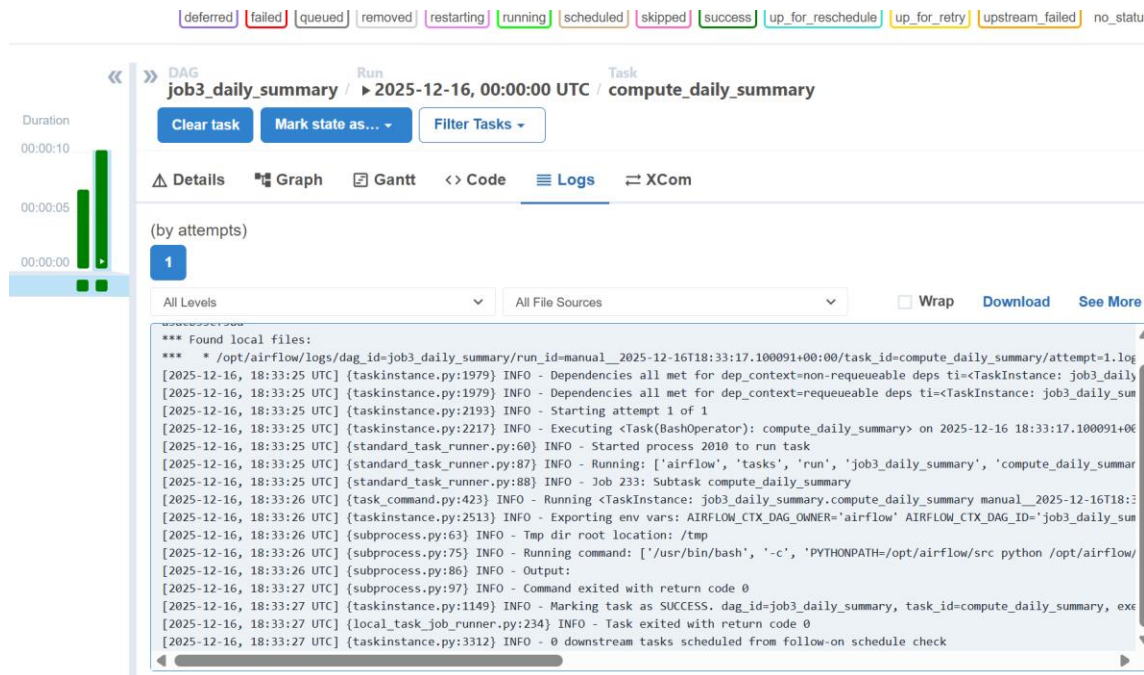 deferred failed queued removed restarting running scheduled skipped success up_for_reschedule up_for_retry upstream_failed no_statu
DAG Run Task
job3_daily_summary / ▶ 2025-12-16, 00:00:00 UTC / compute_daily_summary
Duration
Clear task Mark state as... Filter Tasks
00:00:10
Details Graph Gantt <> Code Logs XCom
00:00:05
(by attempts)
00:00:00
1
All Levels All File Sources Wrap Download See More
*** Found local files:
***   * /opt/airflow/logs/dag_id=job3_daily_summary/run_id=manual__2025-12-16T18:33:17.100091+00:00/task_id=compute_daily_summary/attempt=1.log
[2025-12-16, 18:33:25 UTC] {taskinstance.py:1979} INFO - Dependencies all met for dep_context=non-requeueable deps ti=<TaskInstance: job3_daily
[2025-12-16, 18:33:25 UTC] {taskinstance.py:1979} INFO - Dependencies all met for dep_context=requeueable deps ti=<TaskInstance: job3_daily_sum
[2025-12-16, 18:33:25 UTC] {taskinstance.py:2193} INFO - Starting attempt 1 of 1
[2025-12-16, 18:33:25 UTC] {taskinstance.py:2217} INFO - Executing <Task(BashOperator): compute_daily_summary> on 2025-12-16 18:33:17.100091+00
[2025-12-16, 18:33:25 UTC] {standard_task_runner.py:60} INFO - Started process 2010 to run task
[2025-12-16, 18:33:25 UTC] {standard_task_runner.py:87} INFO - Running: ['airflow', 'tasks', 'run', 'job3_daily_summary', 'compute_daily_summar
[2025-12-16, 18:33:25 UTC] {standard_task_runner.py:88} INFO - Job 233: Subtask compute_daily_summary
[2025-12-16, 18:33:26 UTC] {task_command.py:423} INFO - Running <TaskInstance: job3_daily_summary.compute_daily_summary manual__2025-12-16T18:3
[2025-12-16, 18:33:26 UTC] {taskinstance.py:2513} INFO - Exporting env vars: AIRFLOW_CTX_DAG_OWNER='airflow' AIRFLOW_CTX_DAG_ID='job3_daily_sum
[2025-12-16, 18:33:26 UTC] {subprocess.py:63} INFO - Tmp dir root location: /tmp
[2025-12-16, 18:33:26 UTC] {subprocess.py:75} INFO - Running command: ['/usr/bin/bash', '-c', 'PYTHONPATH=/opt/airflow/src python /opt/airflow/
[2025-12-16, 18:33:26 UTC] {subprocess.py:86} INFO - Output:
[2025-12-16, 18:33:27 UTC] {subprocess.py:97} INFO - Command exited with return code 0
[2025-12-16, 18:33:27 UTC] {taskinstance.py:1149} INFO - Marking task as SUCCESS. dag_id=job3_daily_summary, task_id=compute_daily_summary, exe
[2025-12-16, 18:33:27 UTC] {local_task_job_runner.py:234} INFO - Task exited with return code 0
[2025-12-16, 18:33:27 UTC] {taskinstance.py:3312} INFO - 0 downstream tasks scheduled from follow-on schedule check